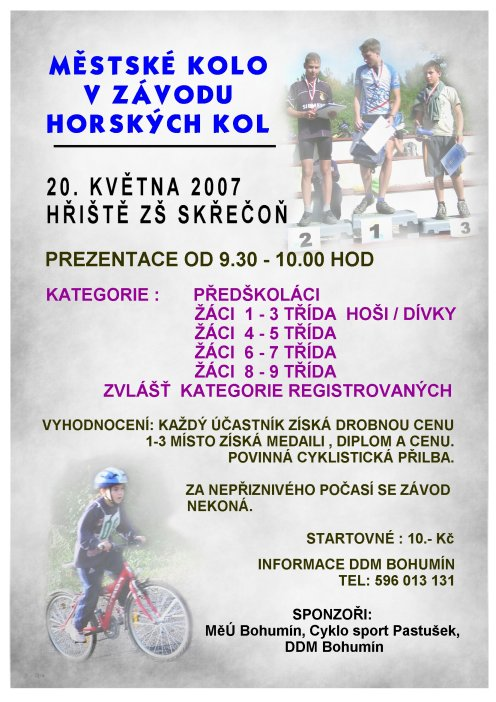 MĚSTSKÉ KOLO
V ZÁVODU
HORSKÝCH KOL
20. KVĚTNA 2007
HŘIŠTĚ ZŠ SKŘEČOŇ
2 1 3
PREZENTACE OD 9.30 - 10.00 HOD
KATEGORIE : PŘEDŠKOLÁCI
ŽÁCI 1 - 3 TŘÍDA HOŠI / DÍVKY
ŽÁCI 4 - 5 TŘÍDA
ŽÁCI 6 - 7 TŘÍDA
ŽÁCI 8 - 9 TŘÍDA
ZVLÁŠŤ KATEGORIE REGISTROVANÝCH
VYHODNOCENÍ: KAŽDÝ ÚČASTNÍK ZÍSKÁ DROBNOU CENU
1-3 MÍSTO ZÍSKÁ MEDAILI , DIPLOM A CENU.
POVINNÁ CYKLISTICKÁ PŘILBA.
ZA NEPŘIZNIVÉHO POČASÍ SE ZÁVOD
NEKONÁ.
STARTOVNÉ : 10.- Kč
INFORMACE DDM BOHUMÍN
TEL: 596 013 131
SPONZOŘI:
MěÚ Bohumín, Cyklo sport Pastušek,
DDM Bohumín